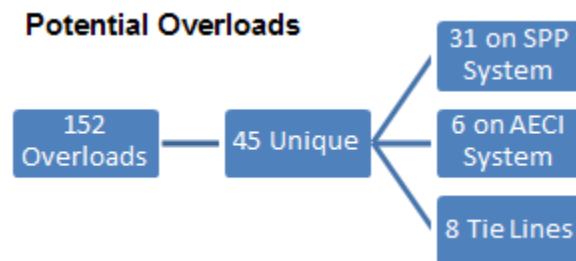 Potential Overloads
152
Overloads
45 Unique
31 on SPP
System
6 on AECI
System
8 Tie Lines